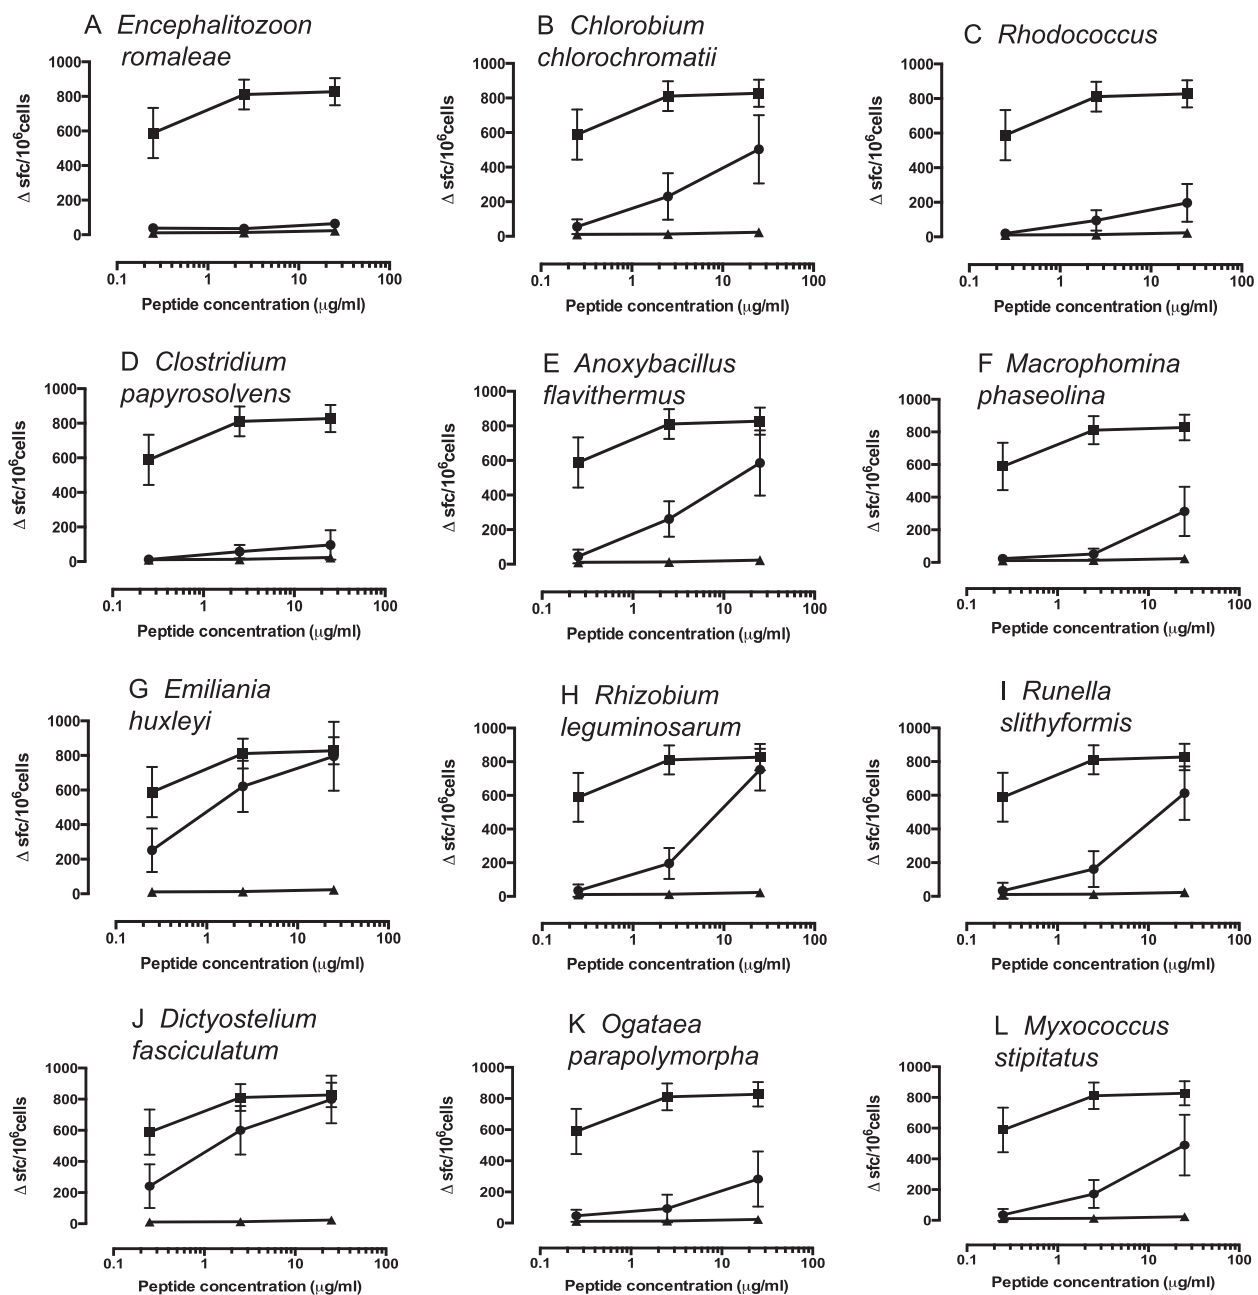 A Encephalitozoon
romaleae
1000
800
600
400
200
0
Δ sfc/10⁶cells
0.1 1 10 100
Peptide concentration (μg/ml)
B Chlorobium
chlorochromatii
1000
800
600
400
200
0
Δ sfc/10⁶cells
0.1 1 10 100
Peptide concentration (μg/ml)
C Rhodococcus
1000
800
600
400
200
0
Δ sfc/10⁶cells
0.1 1 10 100
Peptide concentration (μg/ml)
D Clostridium
papyrosolvens
1000
800
600
400
200
0
Δ sfc/10⁶cells
0.1 1 10 100
Peptide concentration (μg/ml)
E Anoxybacillus
flavithermus
1000
800
600
400
200
0
Δ sfc/10⁶cells
0.1 1 10 100
Peptide concentration (μg/ml)
F Macrophomina
phaseolina
1000
800
600
400
200
0
Δ sfc/10⁶cells
0.1 1 10 100
Peptide concentration (μg/ml)
G Emiliania
huxleyi
1000
800
600
400
200
0
Δ sfc/10⁶cells
0.1 1 10 100
Peptide concentration (μg/ml)
H Rhizobium
leguminosarum
1000
800
600
400
200
0
Δ sfc/10⁶cells
0.1 1 10 100
Peptide concentration (μg/ml)
I Runella
slithyformis
1000
800
600
400
200
0
Δ sfc/10⁶cells
0.1 1 10 100
Peptide concentration (μg/ml)
J Dictyostelium
fasciculatum
1000
800
600
400
200
0
Δ sfc/10⁶cells
0.1 1 10 100
Peptide concentration (μg/ml)
K Ogataea
parapolymorpha
1000
800
600
400
200
0
Δ sfc/10⁶cells
0.1 1 10 100
Peptide concentration (μg/ml)
L Myxococcus
stipitatus
1000
800
600
400
200
0
Δ sfc/10⁶cells
0.1 1 10 100
Peptide concentration (μg/ml)